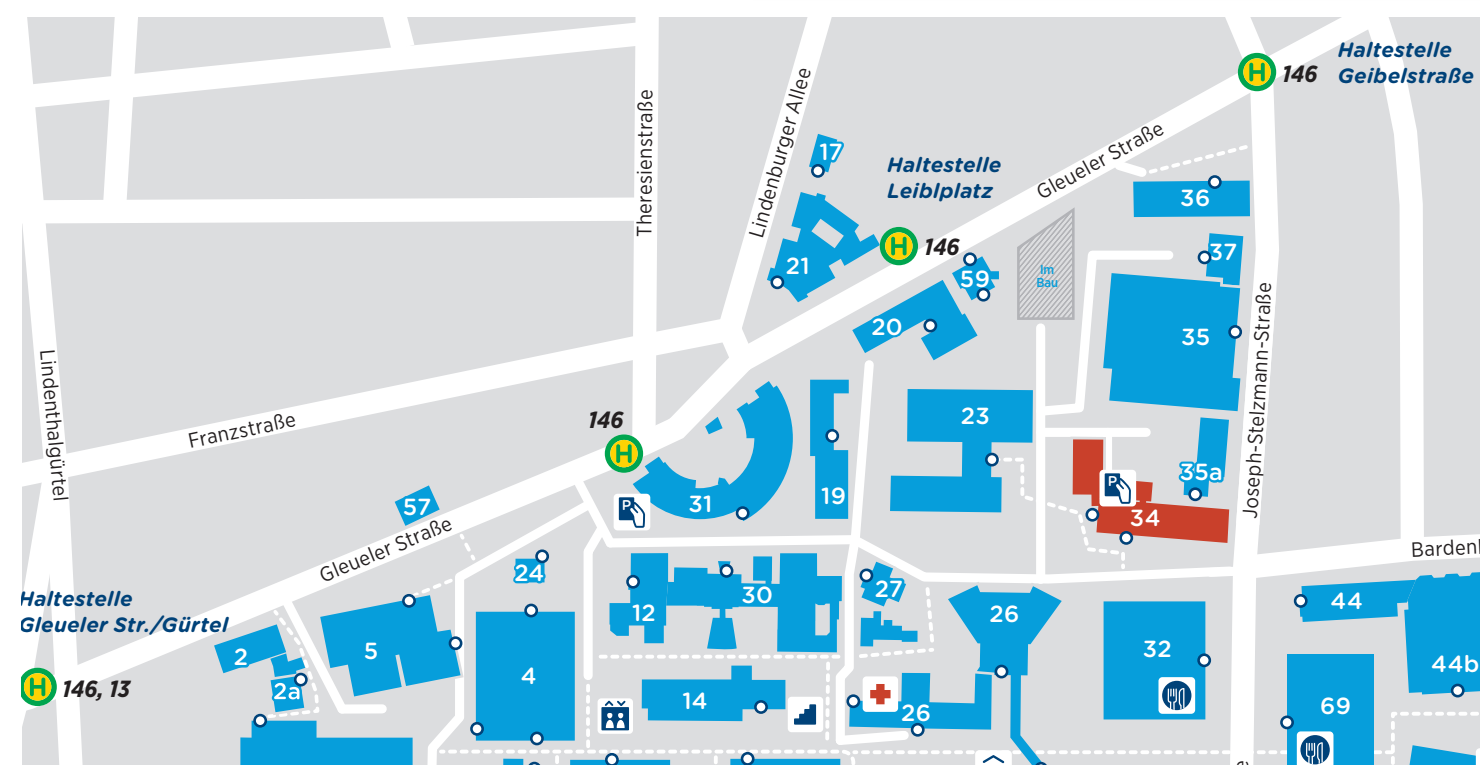 Haltestelle
Geibelstraße
H 146
Theresienstraße
Lindenburger Allee
Gleueler Straße
17
Haltestelle
Leiblplatz
36
H 146
37
21
Im
Bau
59
20
35
Joseph-Stelzmann-Straße
Lindenthalgürtel
Franzstraße
146
H
23
35a
P
57
31
19
P
34
Gleueler Straße
Haltestelle
Gleueler Str./Gürtel
24
12
30
27
26
44
2
5
4
32
44b
H 146, 13
2a
14
26
69